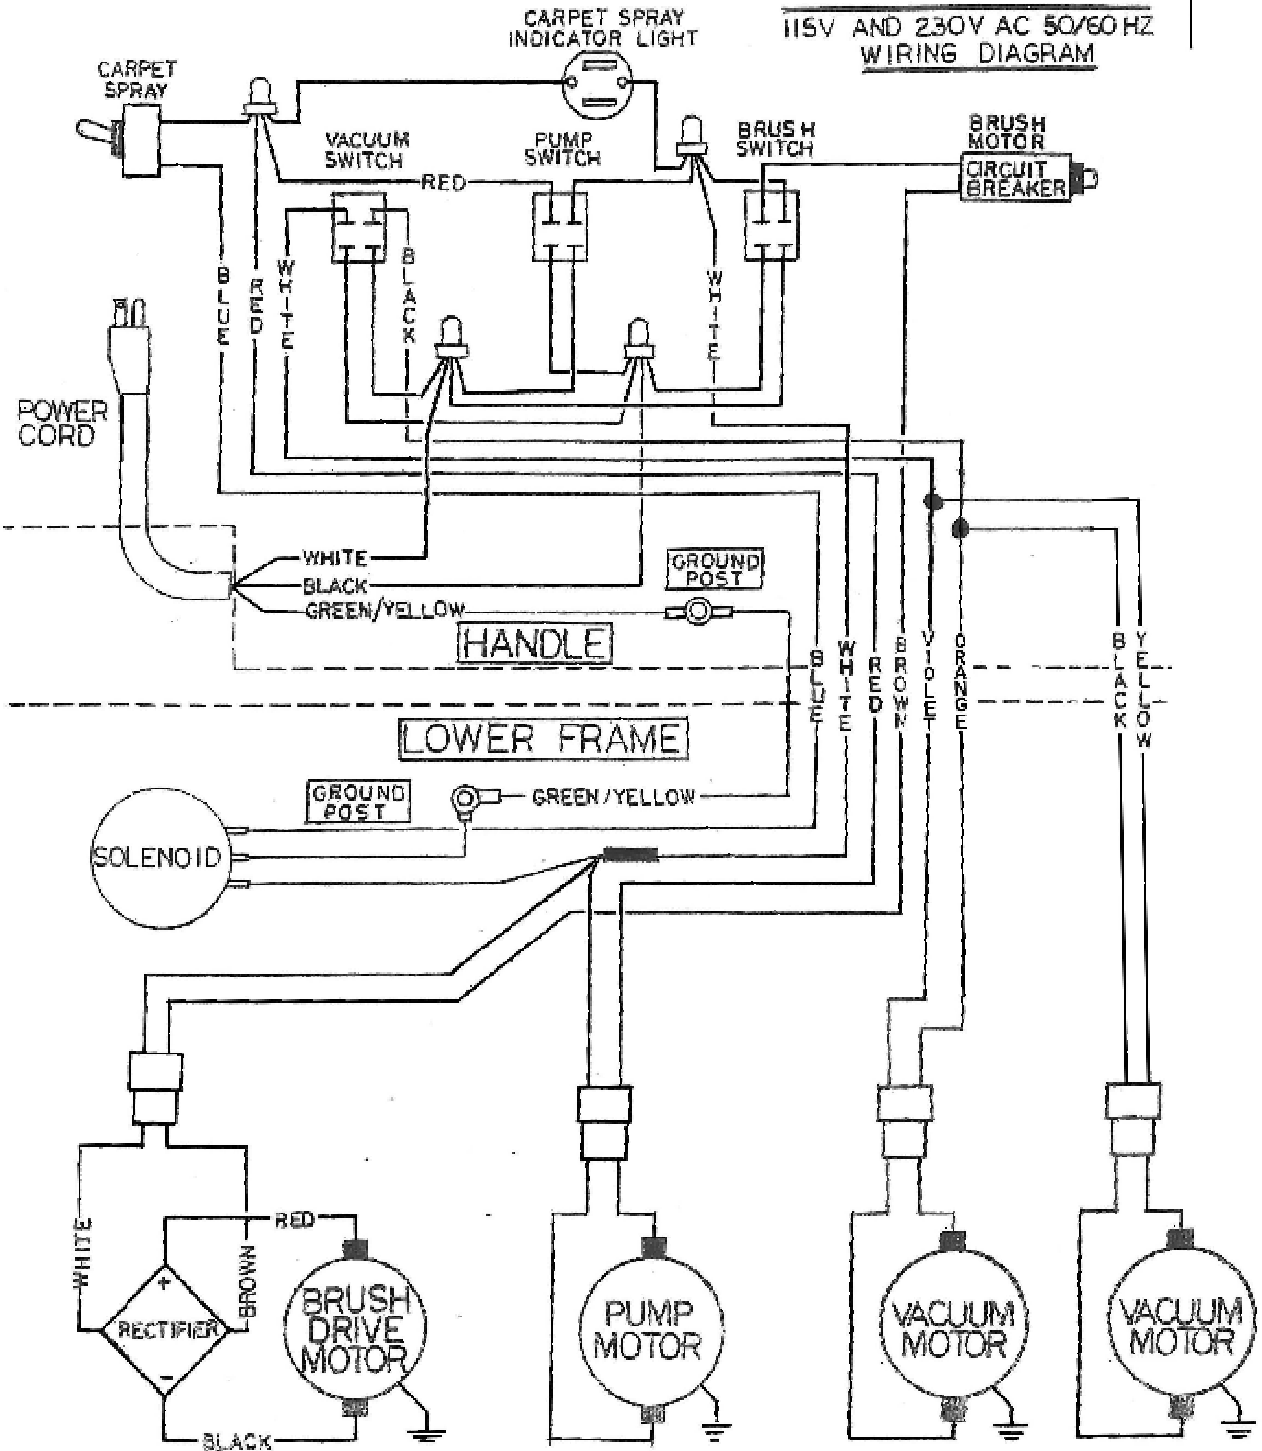 CARPET SPRAY
INDICATOR LIGHT
115V AND 230V AC 50/60 HZ
WIRING DIAGRAM
CARPET
SPRAY
VACUUM
SWITCH
PUMP
SWITCH
BRUSH
SWITCH
BRUSH
MOTOR
CIRCUIT
BREAKER
RED
BLUE
RED
WHITE
BLACK
WHITE
POWER
CORD
WHITE
BLACK
GREEN/YELLOW
GROUND
POST
HANDLE
BLUE
WHITE
RED
BROWN
VIOLET
ORANGE
BLACK
YELLOW
LOWER FRAME
GROUND
POST
GREEN/YELLOW
SOLENOID
WHITE
BROWN
RED
+
RECTIFIER
-
BLACK
BRUSH
DRIVE
MOTOR
PUMP
MOTOR
VACUUM
MOTOR
VACUUM
MOTOR